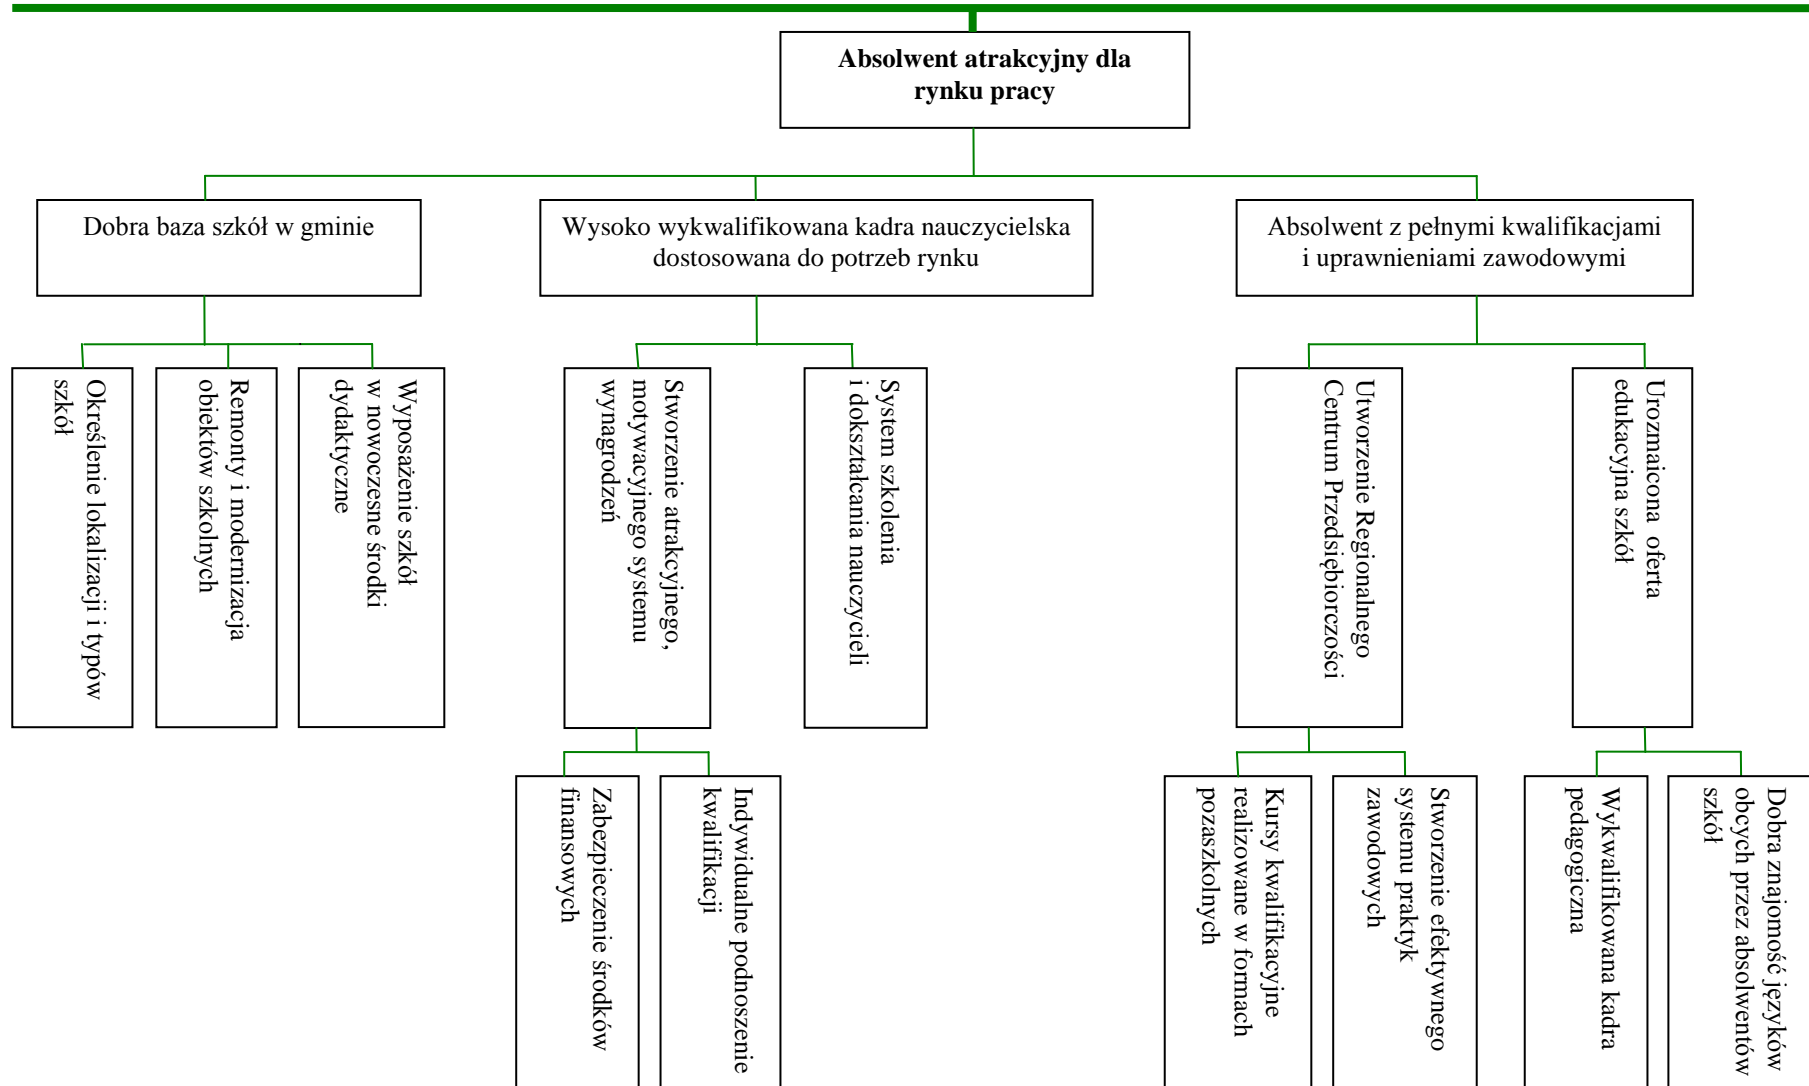 Absolwent atrakcyjny dla
rynku pracy
Dobra baza szkół w gminie
Wysoko wykwalifikowana kadra nauczycielska
dostosowana do potrzeb rynku
Absolwent z pełnymi kwalifikacjami
i uprawnieniami zawodowymi
Określenie lokalizacji i typów
szkół
Remonty i modernizacja
obiektów szkolnych
Wyposażenie szkół
w nowoczesne środki
dydaktyczne
Stworzenie atrakcyjnego,
motywacyjnego systemu
wynagrodzeń
System szkolenia
i dokształcania nauczycieli
Utworzenie Regionalnego
Centrum Przedsiębiorczości
Urozmaicona oferta
edukacyjna szkół
Zabezpieczenie środków
finansowych
Indywidualne podnoszenie
kwalifikacji
Kursy kwalifikacyjne
realizowane w formach
pozaszkolnych
Stworzenie efektywnego
systemu praktyk
zawodowych
Wykwalifikowana kadra
pedagogiczna
Dobra znajomość języków
obcych przez absolwentów
szkół